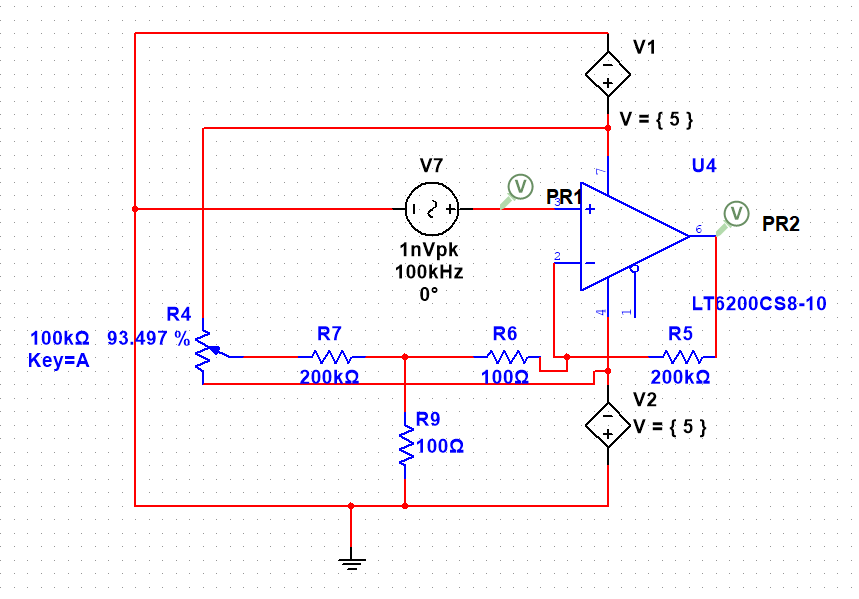 V1
V = { 5 }
7
U4
V7
V
PR1
3
1nVpk
100kHz
0°
2
V
6
PR2
LT6200CS8-10
4
1
R4
100kΩ 93.497 %
Key=A
R7
200kΩ
R6
100Ω
R5
200kΩ
R9
100Ω
V2
V = { 5 }